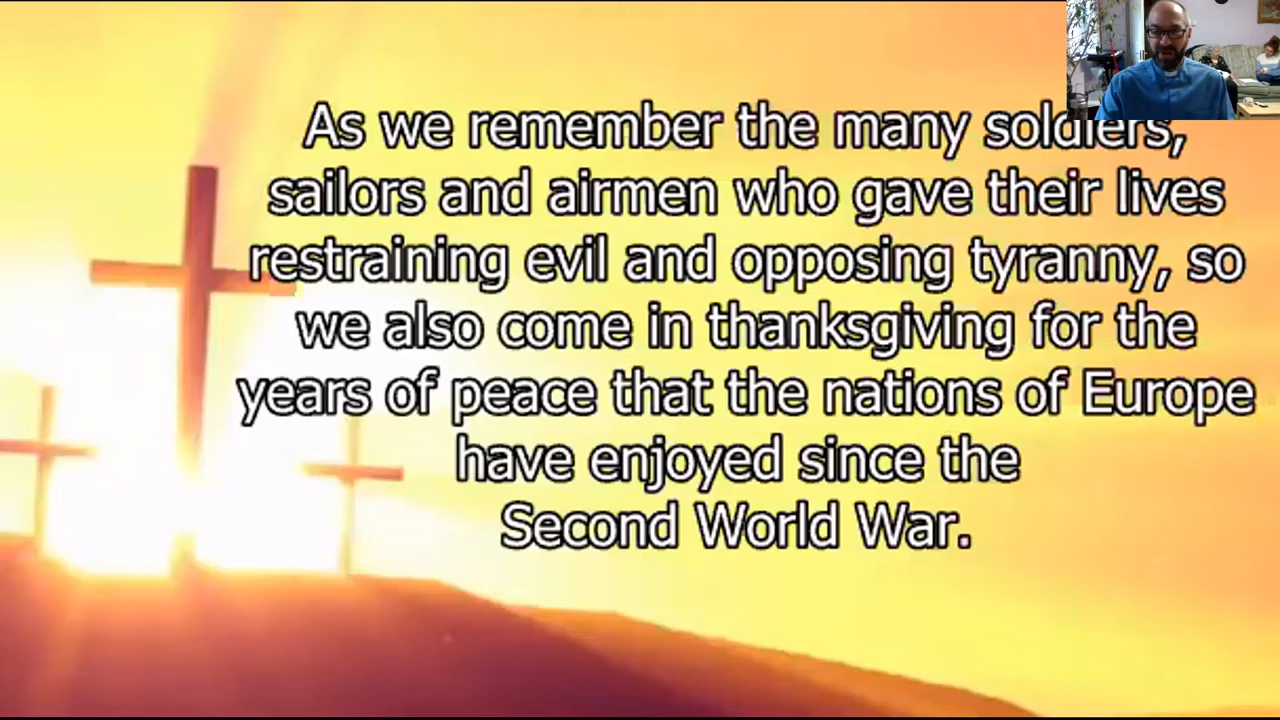 As we remember the many soldiers,
sailors and airmen who gave their lives
restraining evil and opposing tyranny, so
we also come in thanksgiving for the
years of peace that the nations of Europe
have enjoyed since the
Second World War.